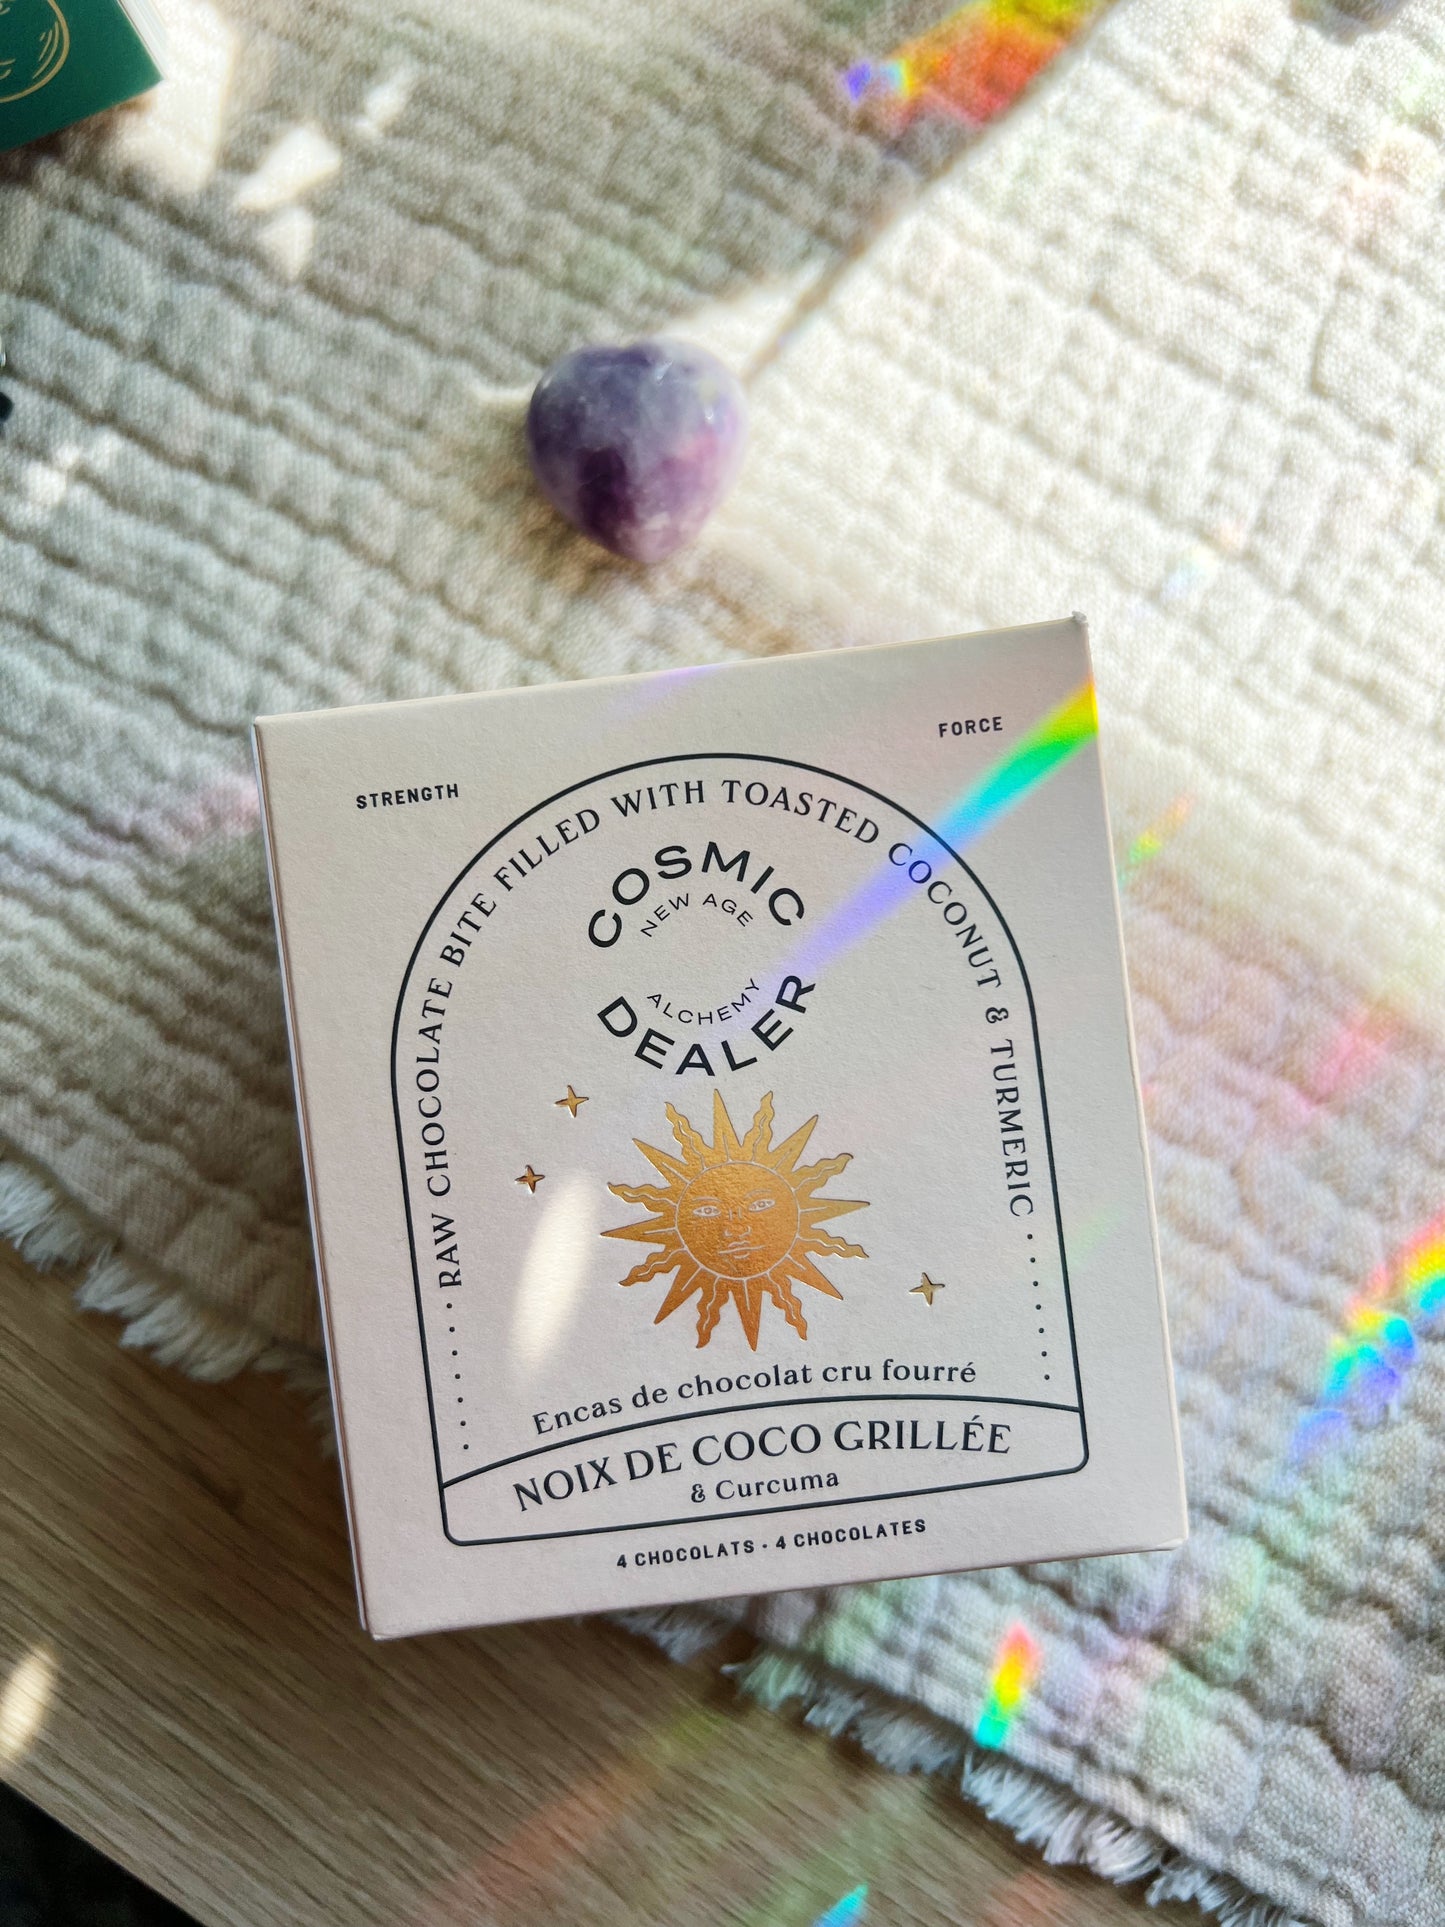 STRENGTH
FORCE
RAW CHOCOLATE BITE FILLED WITH TOASTED COCONUT & TURMERIC
COSMIC
NEW AGE
ALCHEMY
DEALER
Encas de chocolat cru fourré
NOIX DE COCO GRILLÉE
& Curcuma
4 CHOCOLATS · 4 CHOCOLATES